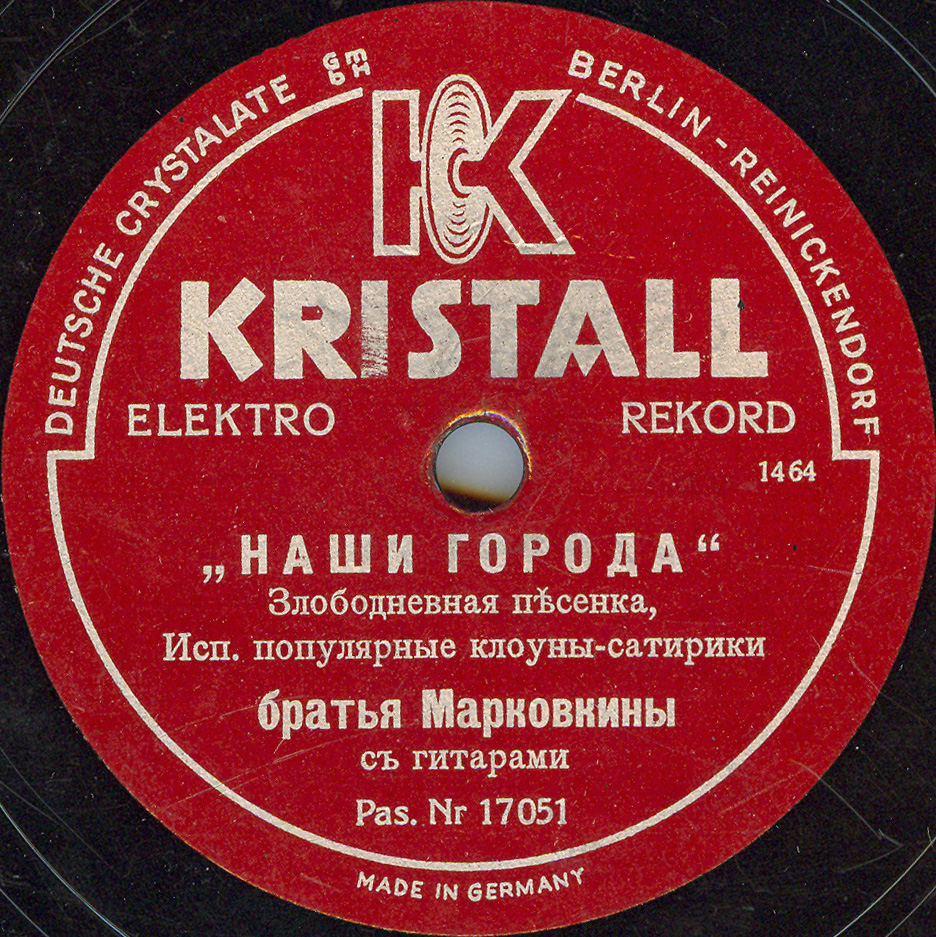 DEUTSCHE CRYSTALATE GmbH
BERLIN-REINICKENDORF
K
KRISTALL
ELEKTRO REKORD
1464
„НАШИ ГОРОДА“
Злободневная пѣсенка,
Исп. популярные клоуны-сатирики
братья Марковкины
съ гитарами
Pas. Nr 17051
MADE IN GERMANY